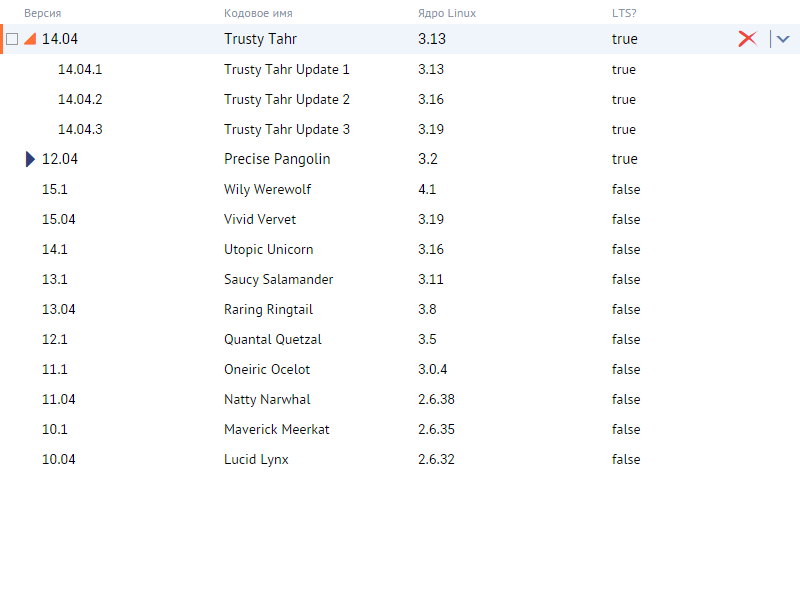 Версия Кодовое имя Ядро Linux LTS?
14.04 Trusty Tahr 3.13 true
14.04.1 Trusty Tahr Update 1 3.13 true
14.04.2 Trusty Tahr Update 2 3.16 true
14.04.3 Trusty Tahr Update 3 3.19 true
12.04 Precise Pangolin 3.2 true
15.1 Wily Werewolf 4.1 false
15.04 Vivid Vervet 3.19 false
14.1 Utopic Unicorn 3.16 false
13.1 Saucy Salamander 3.11 false
13.04 Raring Ringtail 3.8 false
12.1 Quantal Quetzal 3.5 false
11.1 Oneiric Ocelot 3.0.4 false
11.04 Natty Narwhal 2.6.38 false
10.1 Maverick Meerkat 2.6.35 false
10.04 Lucid Lynx 2.6.32 false